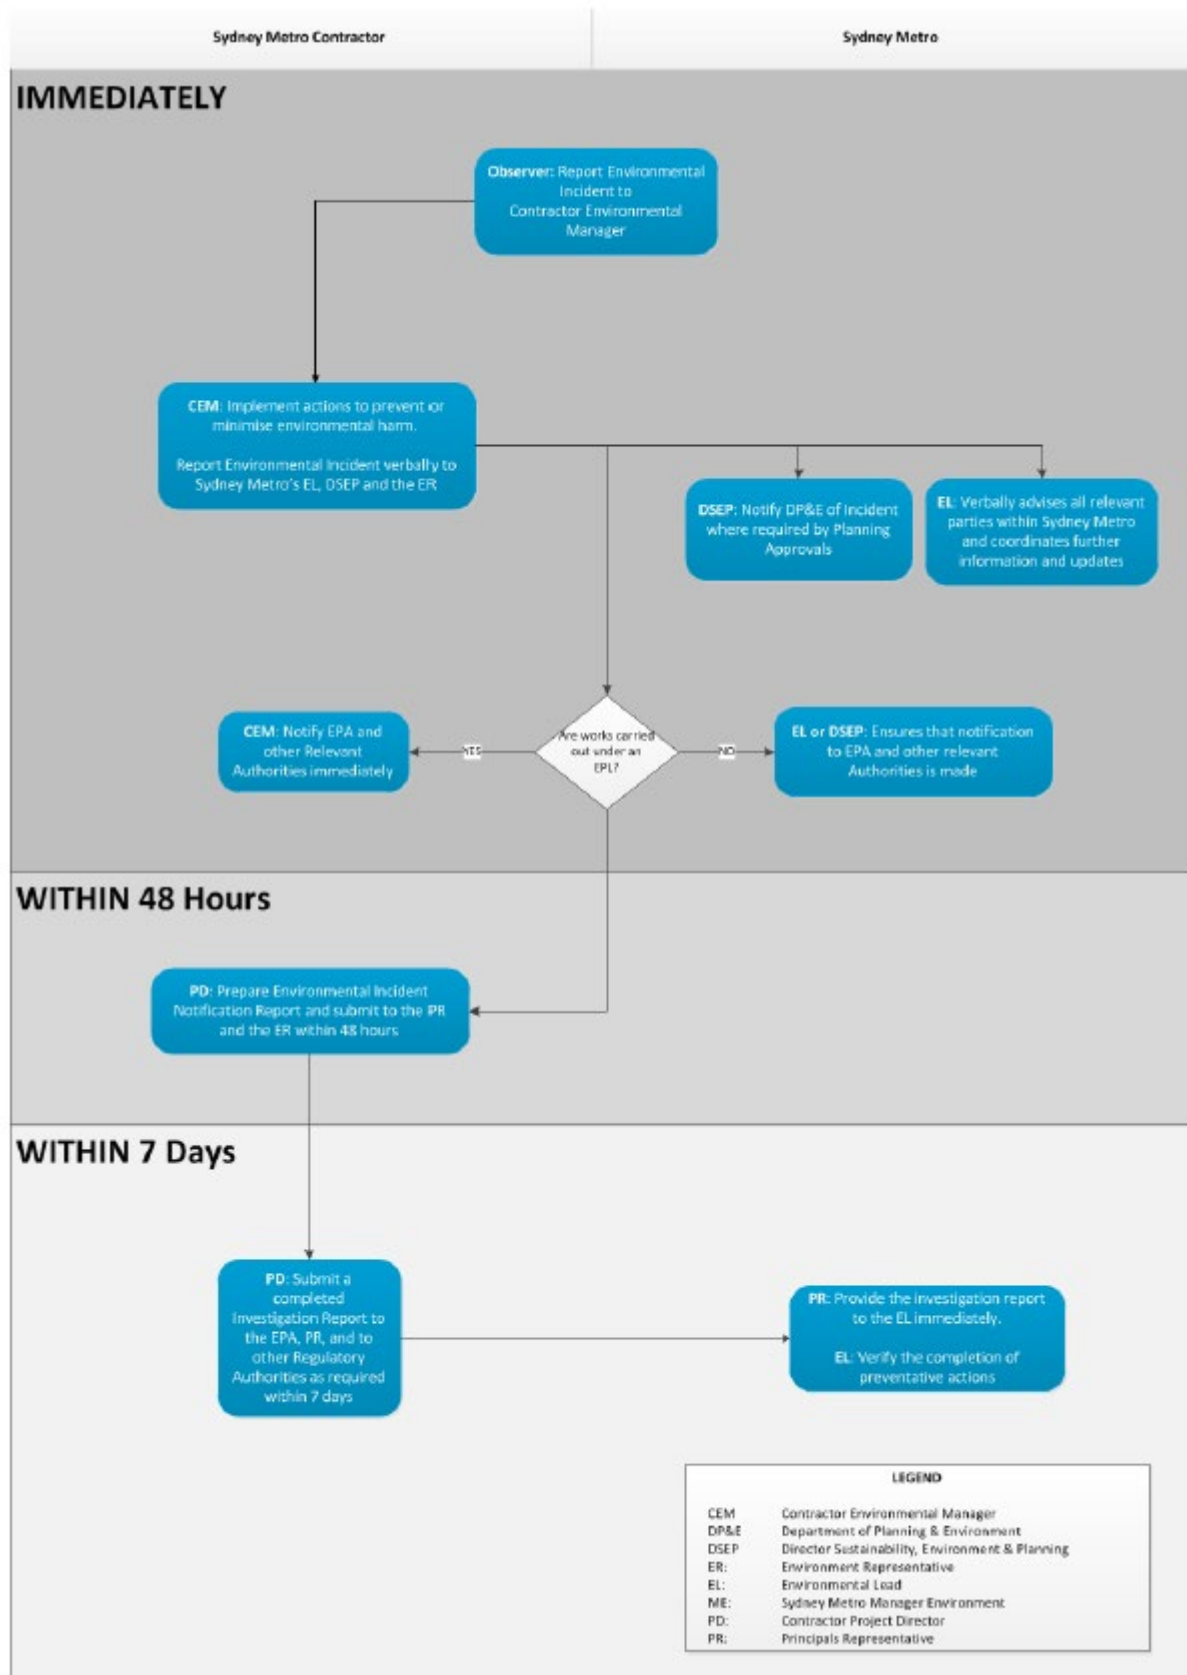 Sydney Metro Contractor
Sydney Metro
IMMEDIATELY
Observer: Report Environmental
Incident to
Contractor Environmental
Manager
CEM: Implement actions to prevent or
minimise environmental harm.
Report Environmental Incident verbally to
Sydney Metro's EL, DSEP and the ER
DSEP: Notify DP&E of Incident
where required by Planning
Approvals
EL: Verbally advises all relevant
parties within Sydney Metro
and coordinates further
information and updates
CEM: Notify EPA and
other Relevant
Authorities immediately
YES
Are works carried
out under an
EPL?
NO
EL or DSEP: Ensures that notification
to EPA and other relevant
Authorities is made
WITHIN 48 Hours
PD: Prepare Environmental Incident
Notification Report and submit to the PR
and the ER within 48 hours
WITHIN 7 Days
PD: Submit a
completed
Investigation Report to
the EPA, PR, and to
other Regulatory
Authorities as required
within 7 days
PR: Provide the investigation report
to the EL immediately.
EL: Verify the completion of
preventative actions
LEGEND
CEM Contractor Environmental Manager
DP&E Department of Planning & Environment
DSEP Director Sustainability, Environment & Planning
ER: Environment Representative
EL: Environmental Lead
ME: Sydney Metro Manager Environment
PD: Contractor Project Director
PR: Principals Representative